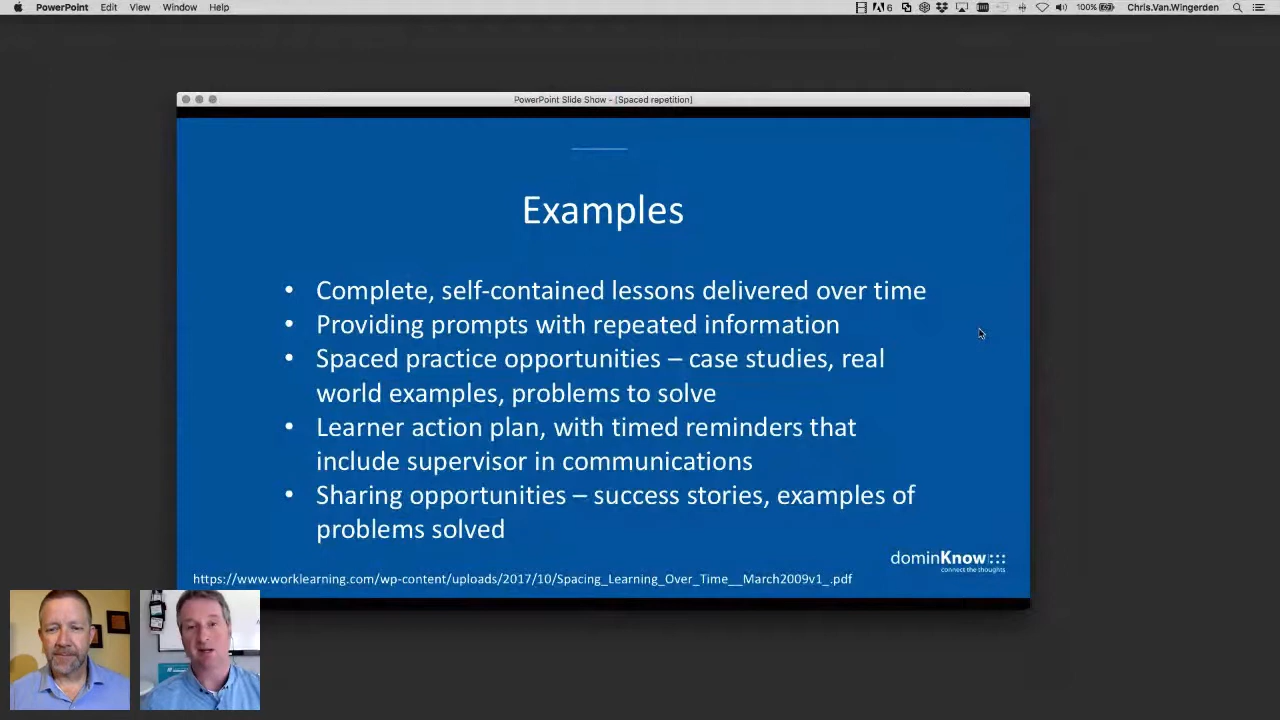 PowerPoint Edit View Window Help 6 100% Chris.Van.Wingerden
PowerPoint Slide Show - [Spaced repetition]
Examples
• Complete, self-contained lessons delivered over time
• Providing prompts with repeated information
• Spaced practice opportunities – case studies, real
world examples, problems to solve
• Learner action plan, with timed reminders that
include supervisor in communications
• Sharing opportunities – success stories, examples of
problems solved
dominKnow:::
connect the thoughts
https://www.worklearning.com/wp-content/uploads/2017/10/Spacing_Learning_Over_Time__March2009v1_.pdf